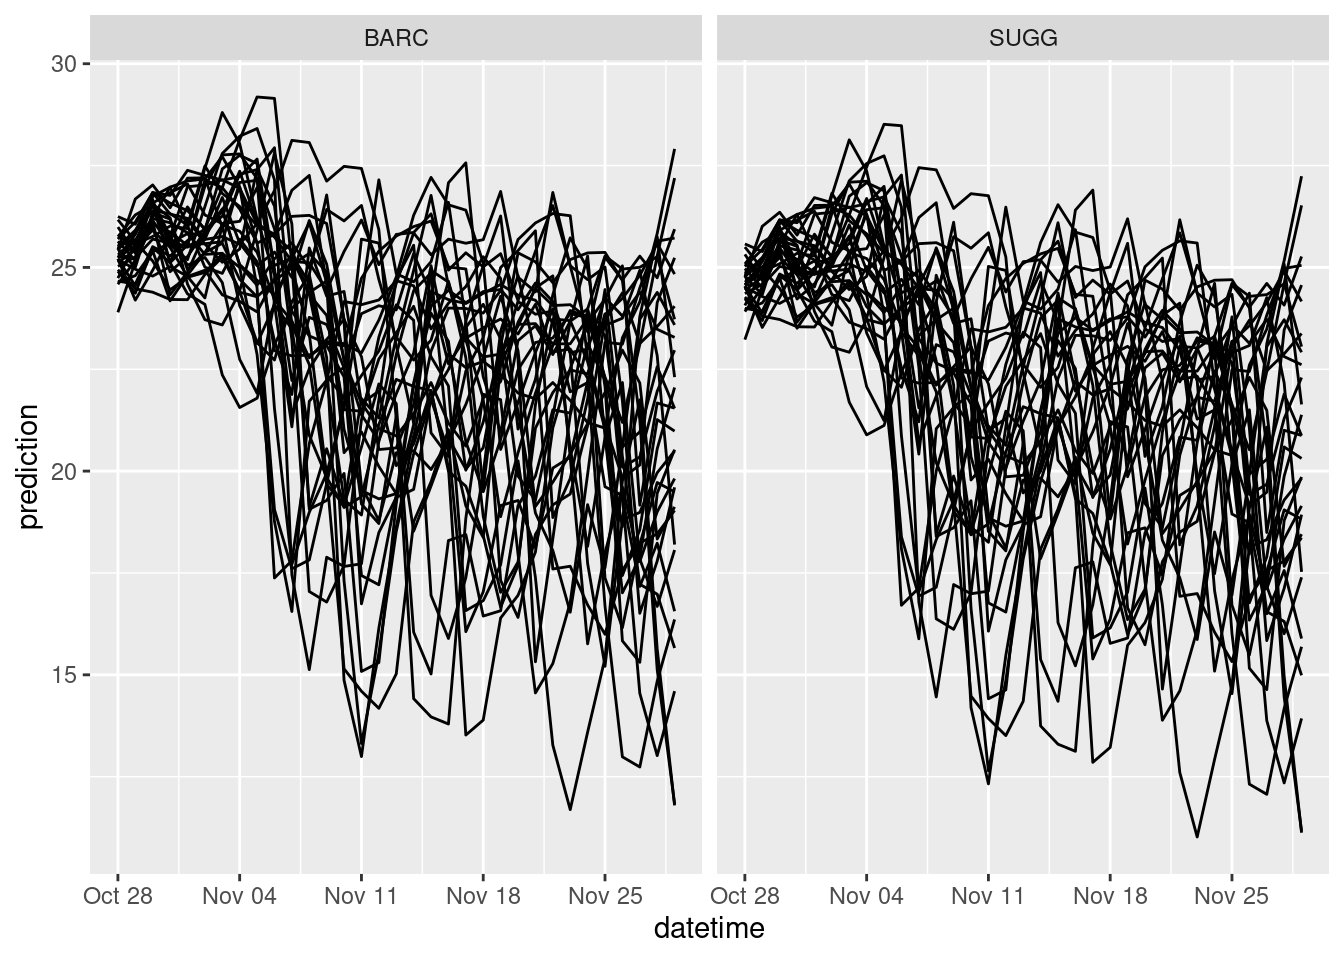 BARC
SUGG
prediction
30
25
20
15
Oct 28
Nov 04
Nov 11
Nov 18
Nov 25
Oct 28
Nov 04
Nov 11
Nov 18
Nov 25
datetime